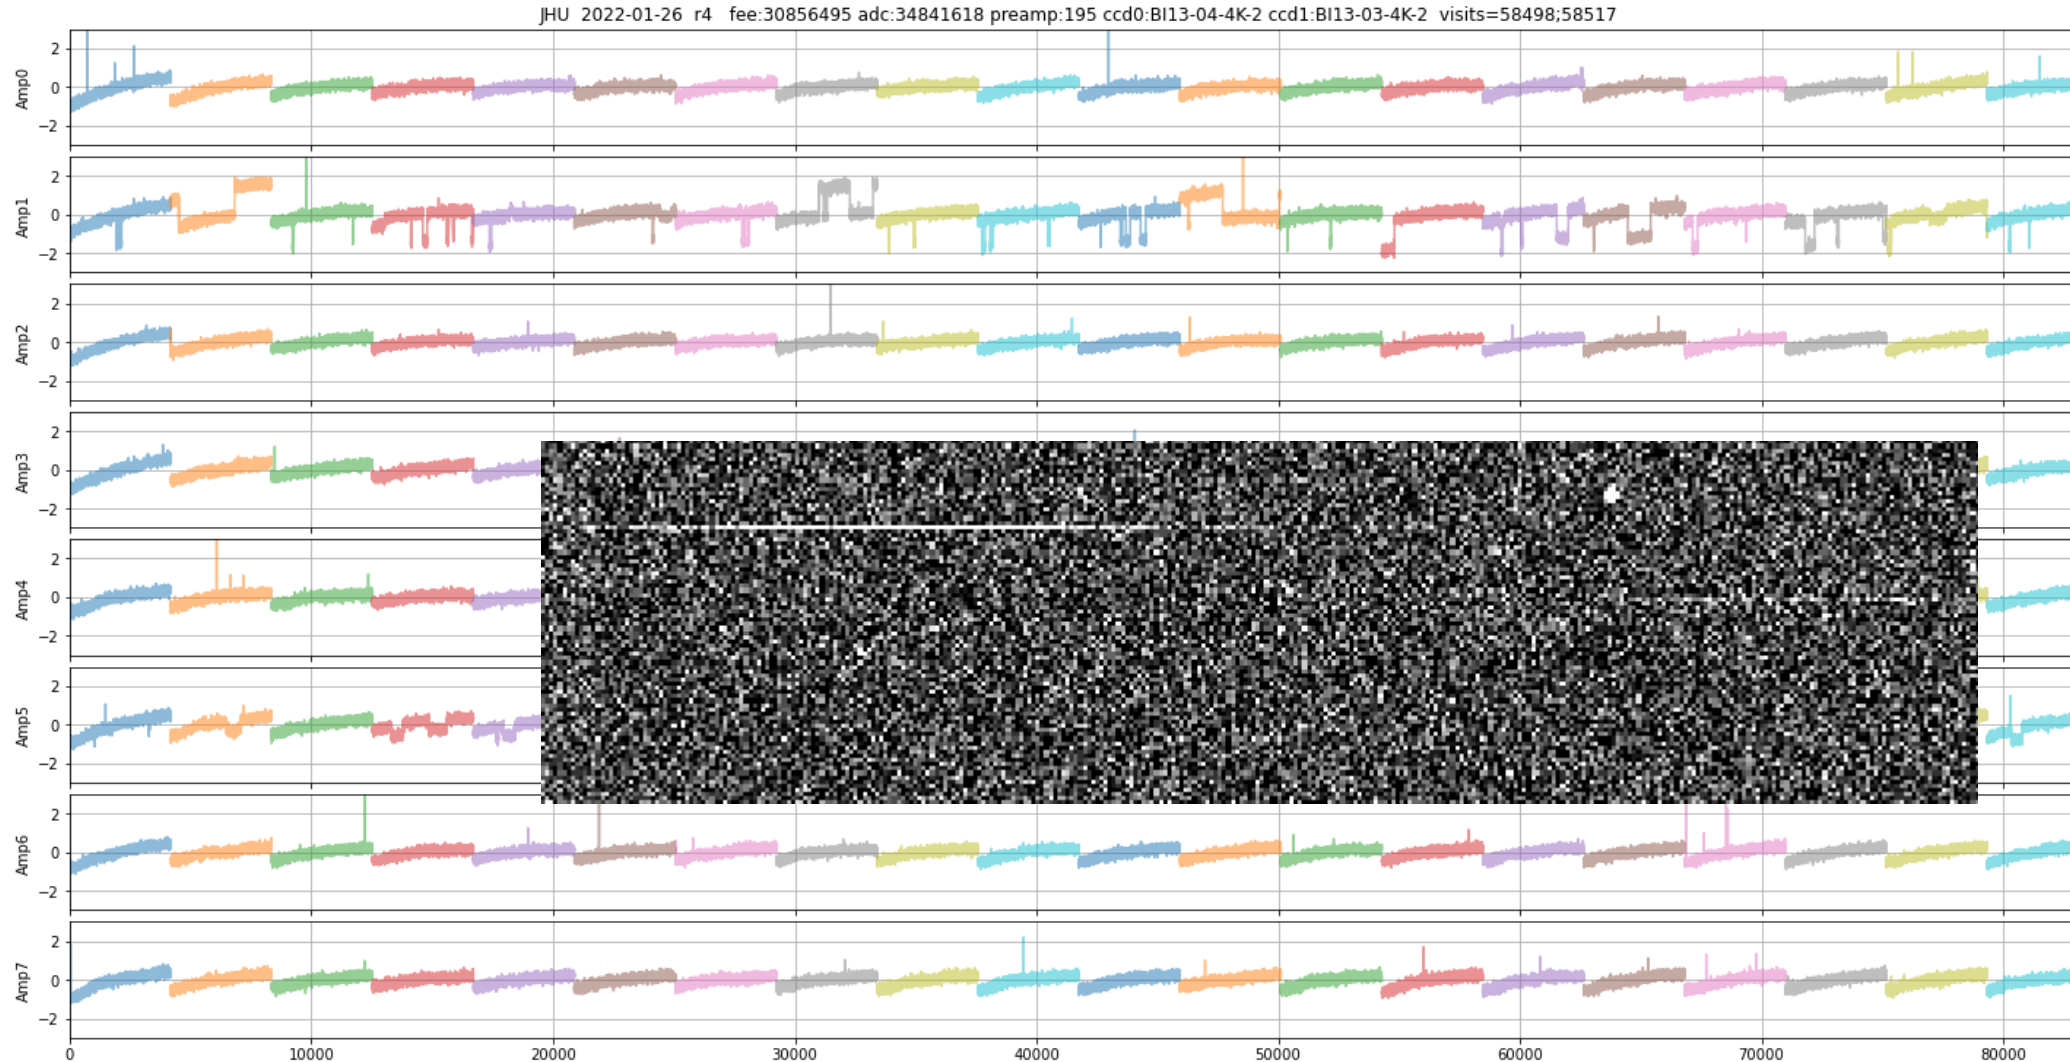 JHU 2022-01-26 r4 fee:30856495 adc:34841618 preamp:195 ccd0:BI13-04-4K-2 ccd1:BI13-03-4K-2 visits=58498;58517
Amp0
2
0
−2
Amp1
2
0
−2
Amp2
2
0
−2
Amp3
2
0
−2
Amp4
2
0
−2
Amp5
2
0
−2
Amp6
2
0
−2
Amp7
2
0
−2
0 10000 20000 30000 40000 50000 60000 70000 80000